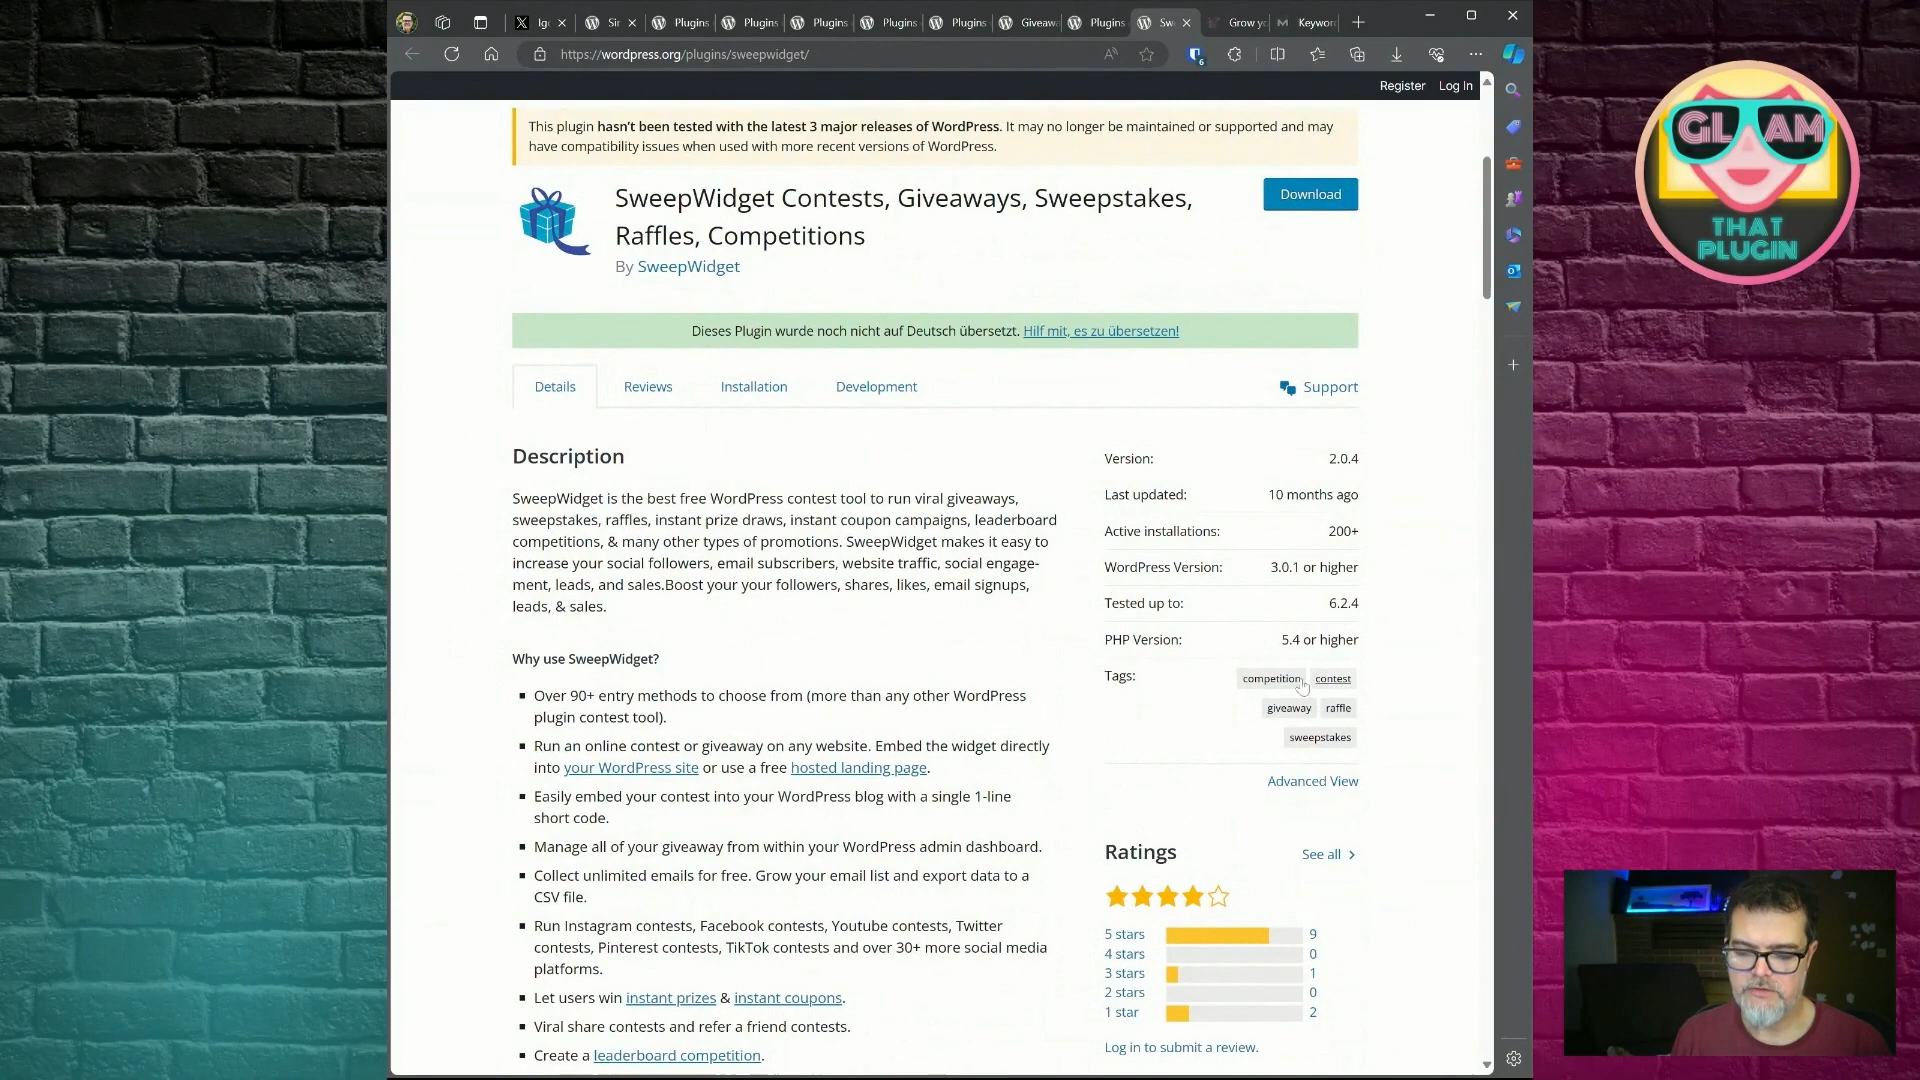 Ig
Sir
Plugins
Plugins
Plugins
Plugins
Plugins
Giveaw
Plugins
Sw
Grow yo
Keywor
https://wordpress.org/plugins/sweepwidget/
6
Register Log In
This plugin hasn't been tested with the latest 3 major releases of WordPress. It may no longer be maintained or supported and may
have compatibility issues when used with more recent versions of WordPress.
SweepWidget Contests, Giveaways, Sweepstakes,
Raffles, Competitions
By SweepWidget
Download
Dieses Plugin wurde noch nicht auf Deutsch übersetzt. Hilf mit, es zu übersetzen!
Details Reviews Installation Development Support
Description
SweepWidget is the best free WordPress contest tool to run viral giveaways,
sweepstakes, raffles, instant prize draws, instant coupon campaigns, leaderboard
competitions, & many other types of promotions. SweepWidget makes it easy to
increase your social followers, email subscribers, website traffic, social engage-
ment, leads, and sales.Boost your your followers, shares, likes, email signups,
leads, & sales.
Why use SweepWidget?
Over 90+ entry methods to choose from (more than any other WordPress
plugin contest tool).
Run an online contest or giveaway on any website. Embed the widget directly
into your WordPress site or use a free hosted landing page.
Easily embed your contest into your WordPress blog with a single 1-line
short code.
Manage all of your giveaway from within your WordPress admin dashboard.
Collect unlimited emails for free. Grow your email list and export data to a
CSV file.
Run Instagram contests, Facebook contests, Youtube contests, Twitter
contests, Pinterest contests, TikTok contests and over 30+ more social media
platforms.
Let users win instant prizes & instant coupons.
Viral share contests and refer a friend contests.
Create a leaderboard competition.
Version: 2.0.4
Last updated: 10 months ago
Active installations: 200+
WordPress Version: 3.0.1 or higher
Tested up to: 6.2.4
PHP Version: 5.4 or higher
Tags: competition contest
giveaway raffle
sweepstakes
Advanced View
Ratings See all
5 stars 9
4 stars 0
3 stars 1
2 stars 0
1 star 2
Log in to submit a review.
GLAM
THAT
PLUGIN